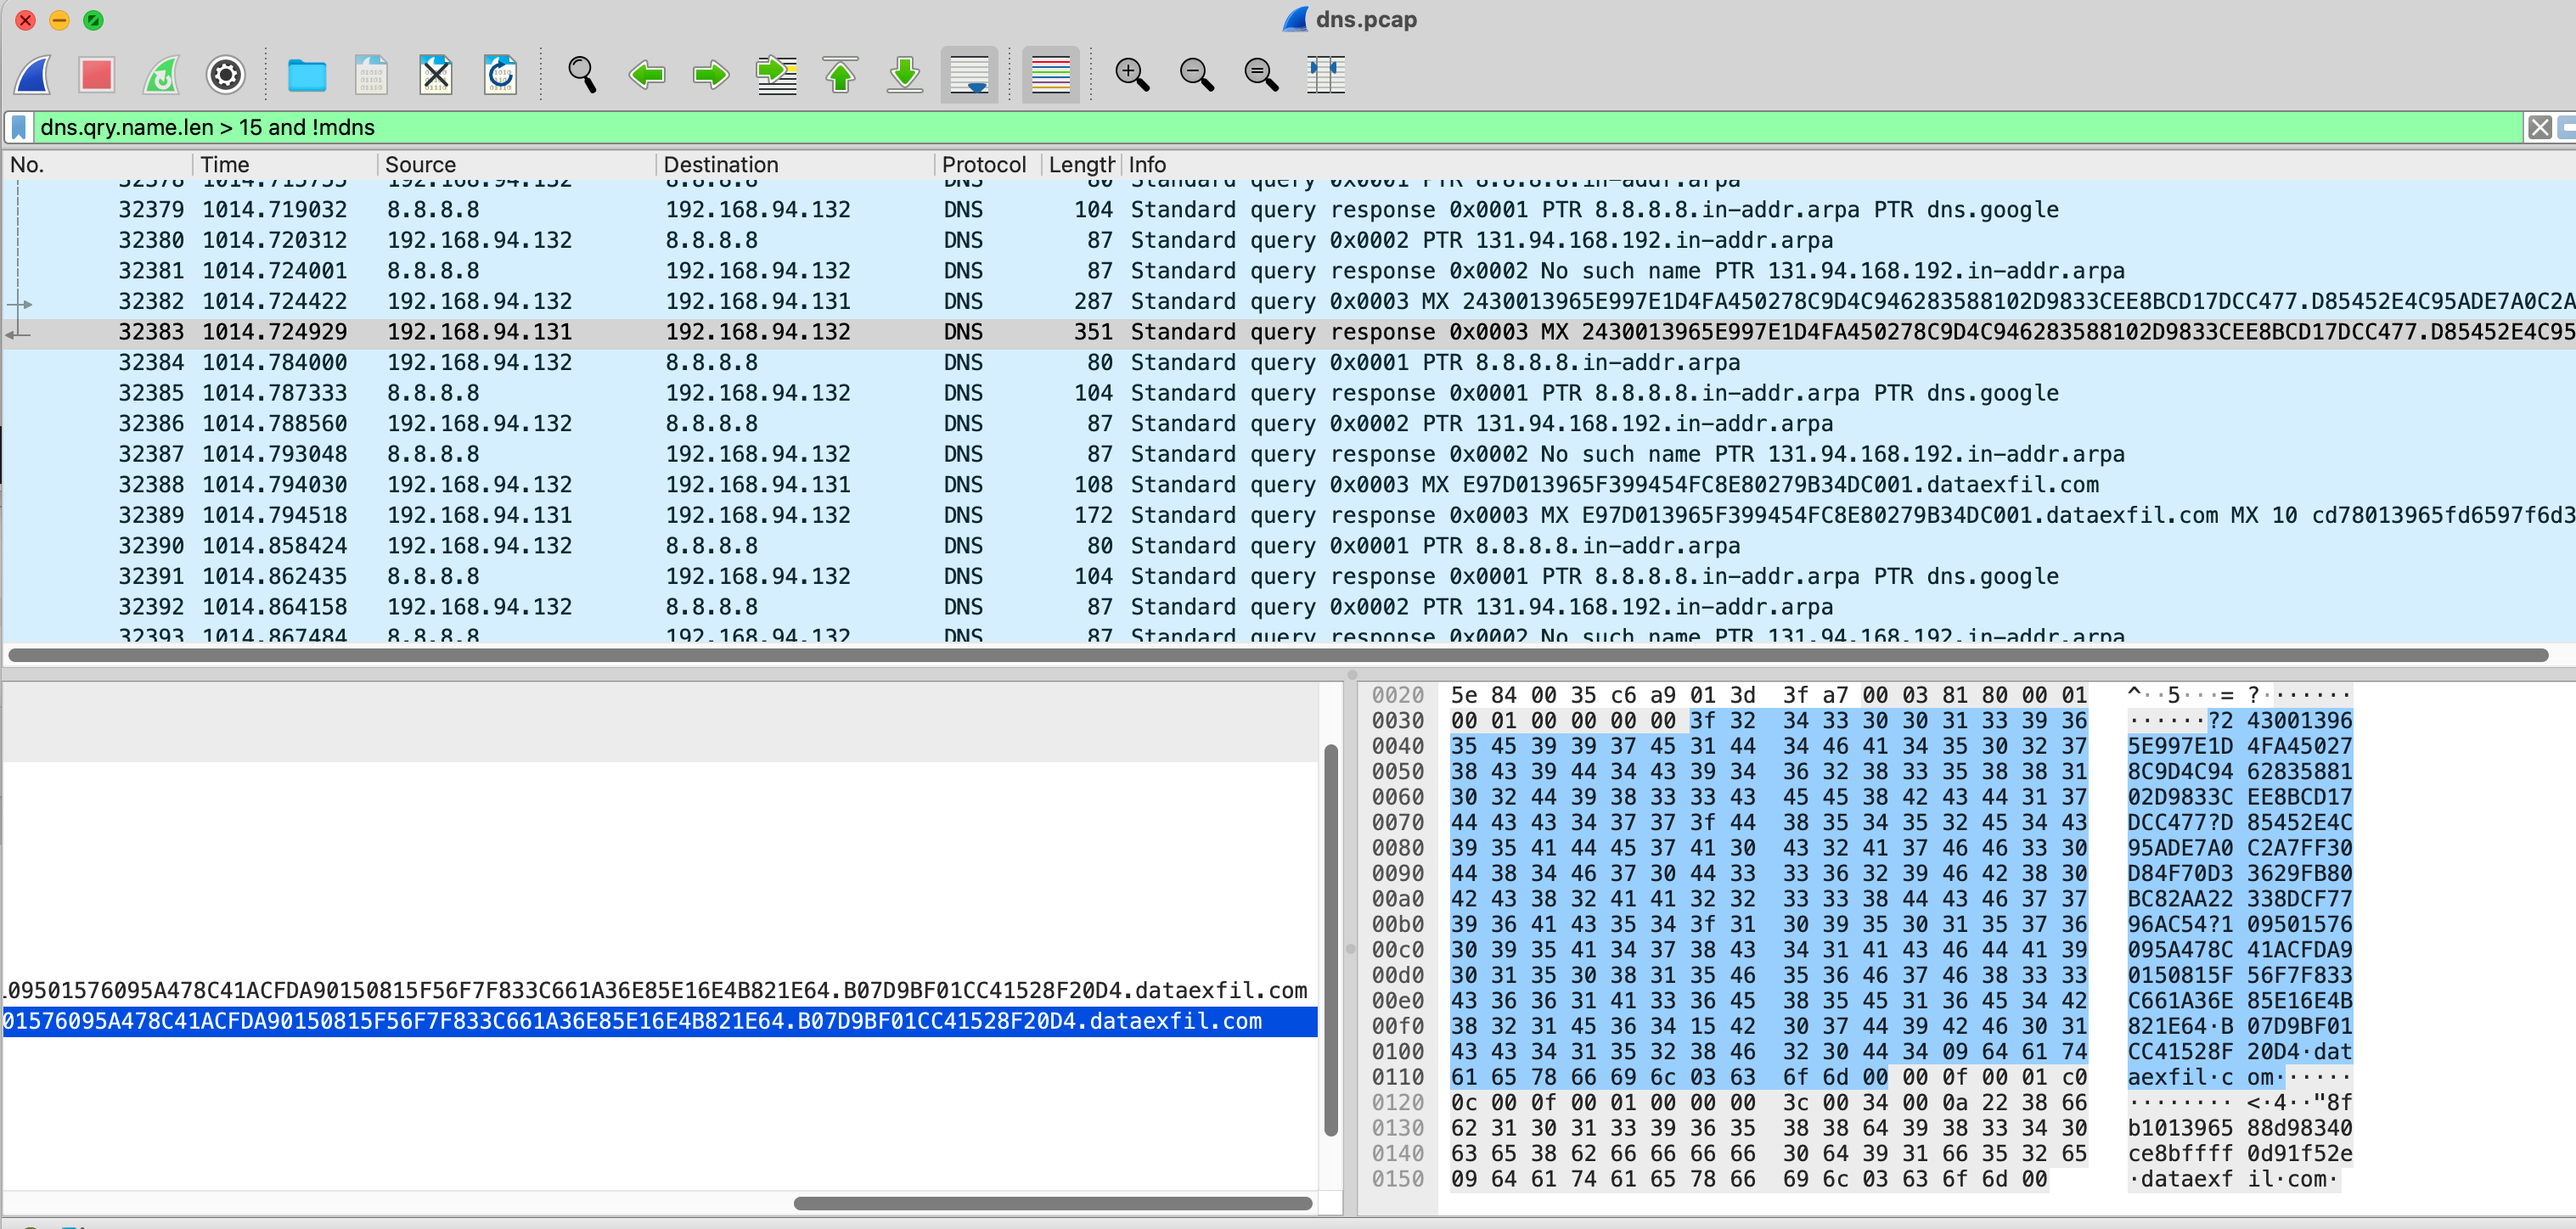 dns.pcap
dns.qry.name.len > 15 and !mdns
No. Time Source Destination Protocol Length Info
32378 1014.715755 192.168.94.132 8.8.8.8 DNS 80 Standard query 0x0001 PTR 8.8.8.8.in-addr.arpa
32379 1014.719032 8.8.8.8 192.168.94.132 DNS 104 Standard query response 0x0001 PTR 8.8.8.8.in-addr.arpa PTR dns.google
32380 1014.720312 192.168.94.132 8.8.8.8 DNS 87 Standard query 0x0002 PTR 131.94.168.192.in-addr.arpa
32381 1014.724001 8.8.8.8 192.168.94.132 DNS 87 Standard query response 0x0002 No such name PTR 131.94.168.192.in-addr.arpa
32382 1014.724422 192.168.94.132 192.168.94.131 DNS 287 Standard query 0x0003 MX 2430013965E997E1D4FA450278C9D4C946283588102D9833CEE8BCD17DCC477.D85452E4C95ADE7A0C2A
32383 1014.724929 192.168.94.131 192.168.94.132 DNS 351 Standard query response 0x0003 MX 2430013965E997E1D4FA450278C9D4C946283588102D9833CEE8BCD17DCC477.D85452E4C95
32384 1014.784000 192.168.94.132 8.8.8.8 DNS 80 Standard query 0x0001 PTR 8.8.8.8.in-addr.arpa
32385 1014.787333 8.8.8.8 192.168.94.132 DNS 104 Standard query response 0x0001 PTR 8.8.8.8.in-addr.arpa PTR dns.google
32386 1014.788560 192.168.94.132 8.8.8.8 DNS 87 Standard query 0x0002 PTR 131.94.168.192.in-addr.arpa
32387 1014.793048 8.8.8.8 192.168.94.132 DNS 87 Standard query response 0x0002 No such name PTR 131.94.168.192.in-addr.arpa
32388 1014.794030 192.168.94.132 192.168.94.131 DNS 108 Standard query 0x0003 MX E97D013965F399454FC8E80279B34DC001.dataexfil.com
32389 1014.794518 192.168.94.131 192.168.94.132 DNS 172 Standard query response 0x0003 MX E97D013965F399454FC8E80279B34DC001.dataexfil.com MX 10 cd78013965fd6597f6d3
32390 1014.858424 192.168.94.132 8.8.8.8 DNS 80 Standard query 0x0001 PTR 8.8.8.8.in-addr.arpa
32391 1014.862435 8.8.8.8 192.168.94.132 DNS 104 Standard query response 0x0001 PTR 8.8.8.8.in-addr.arpa PTR dns.google
32392 1014.864158 192.168.94.132 8.8.8.8 DNS 87 Standard query 0x0002 PTR 131.94.168.192.in-addr.arpa
32393 1014.867484 8.8.8.8 192.168.94.132 DNS 87 Standard query response 0x0002 No such name PTR 131.94.168.192.in-addr.arpa
.09501576095A478C41ACFDA90150815F56F7F833C661A36E85E16E4B821E64.B07D9BF01CC41528F20D4.dataexfil.com
01576095A478C41ACFDA90150815F56F7F833C661A36E85E16E4B821E64.B07D9BF01CC41528F20D4.dataexfil.com
0020 5e 84 00 35 c6 a9 01 3d 3f a7 00 03 81 80 00 01 ^··5···= ?·······
0030 00 01 00 00 00 00 3f 32 34 33 30 30 31 33 39 36 ······?2 43001396
0040 35 45 39 39 37 45 31 44 34 46 41 34 35 30 32 37 5E997E1D 4FA45027
0050 38 43 39 44 34 43 39 34 36 32 38 33 35 38 38 31 8C9D4C94 62835881
0060 30 32 44 39 38 33 33 43 45 45 38 42 43 44 31 37 02D9833C EE8BCD17
0070 44 43 43 34 37 37 3f 44 38 35 34 35 32 45 34 43 DCC477?D 85452E4C
0080 39 35 41 44 45 37 41 30 43 32 41 37 46 46 33 30 95ADE7A0 C2A7FF30
0090 44 38 34 46 37 30 44 33 33 36 32 39 46 42 38 30 D84F70D3 3629FB80
00a0 42 43 38 32 41 41 32 32 33 33 38 44 43 46 37 37 BC82AA22 338DCF77
00b0 39 36 41 43 35 34 3f 31 30 39 35 30 31 35 37 36 96AC54?1 09501576
00c0 30 39 35 41 34 37 38 43 34 31 41 43 46 44 41 39 095A478C 41ACFDA9
00d0 30 31 35 30 38 31 35 46 35 36 46 37 46 38 33 33 0150815F 56F7F833
00e0 43 36 36 31 41 33 36 45 38 35 45 31 36 45 34 42 C661A36E 85E16E4B
00f0 38 32 31 45 36 34 15 42 30 37 44 39 42 46 30 31 821E64·B 07D9BF01
0100 43 43 34 31 35 32 38 46 32 30 44 34 09 64 61 74 CC41528F 20D4·dat
0110 61 65 78 66 69 6c 03 63 6f 6d 00 00 0f 00 01 c0 aexfil·c om······
0120 0c 00 0f 00 01 00 00 00 3c 00 34 00 0a 22 38 66 ········ <·4··"8f
0130 62 31 30 31 33 39 36 35 38 38 64 39 38 33 34 30 b1013965 88d98340
0140 63 65 38 62 66 66 66 66 30 64 39 31 66 35 32 65 ce8bffff 0d91f52e
0150 09 64 61 74 61 65 78 66 69 6c 03 63 6f 6d 00 ·dataexf il·com·